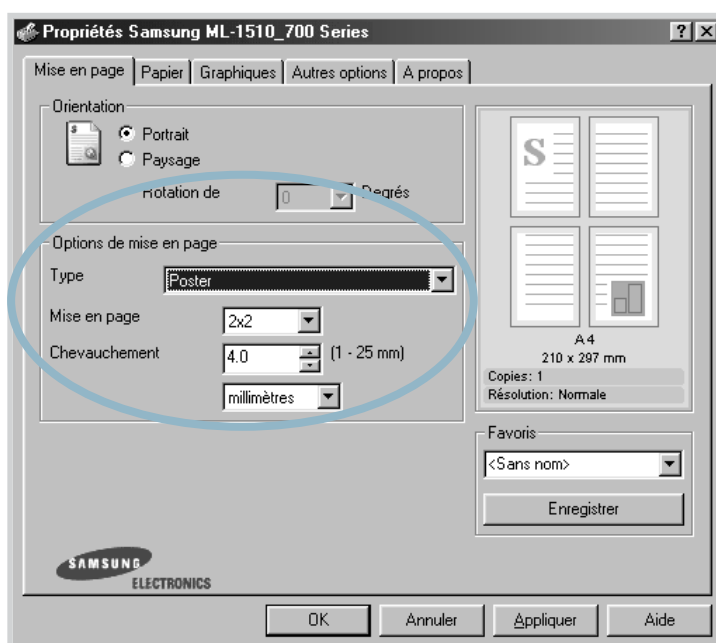 Propriétés Samsung ML-1510_700 Series
Mise en page Papier Graphiques Autres options A propos
Orientation
S
Portrait
Paysage
Rotation de 0 Degrés
Options de mise en page
Type Poster
Mise en page 2x2
Chevauchement 4.0 (1 - 25 mm)
millimètres
S
A4
210 x 297 mm
Copies: 1
Résolution: Normale
Favoris
<Sans nom>
Enregistrer
SAMSUNG
ELECTRONICS
OK Annuler Appliquer Aide